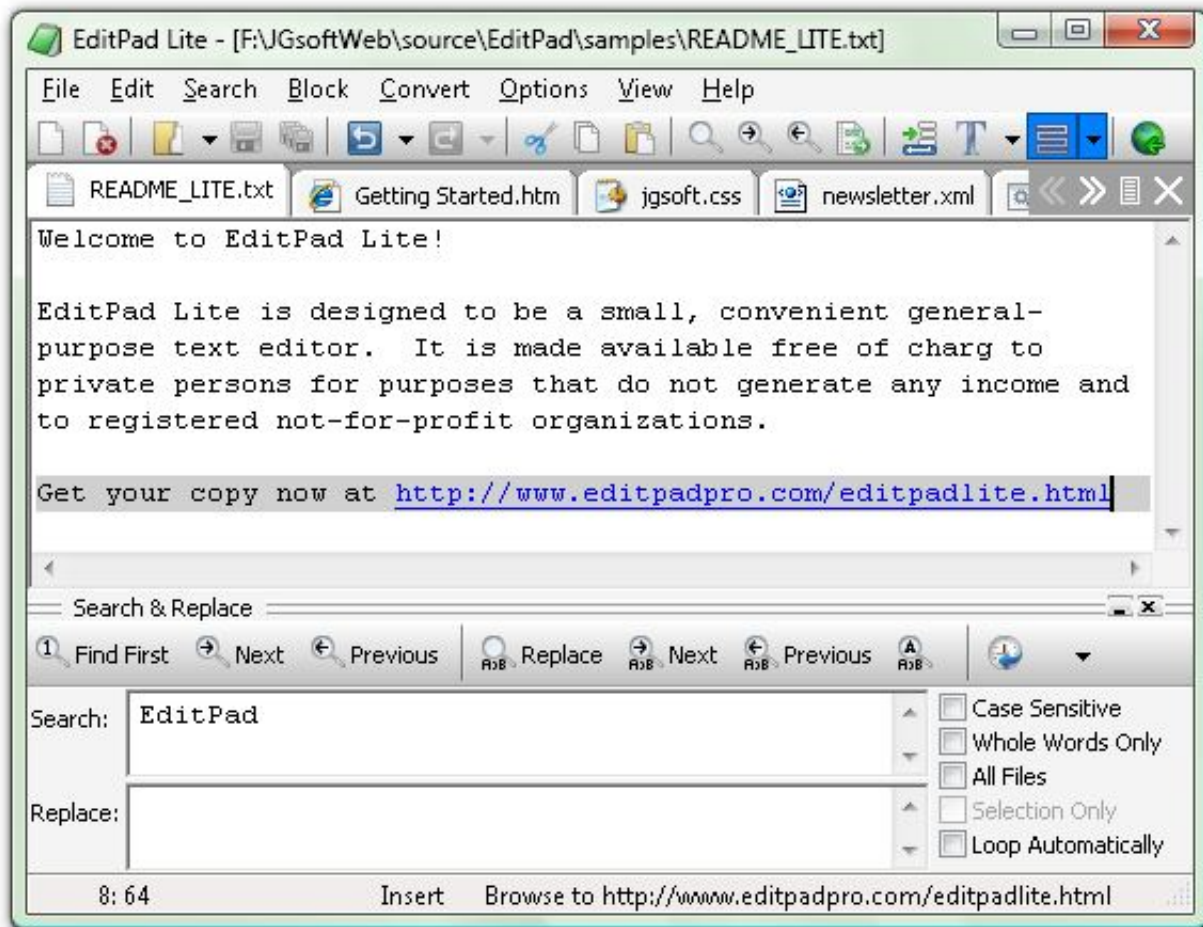 EditPad Lite - [F:\JGsoftWeb\source\EditPad\samples\README_LITE.txt]
File Edit Search Block Convert Options View Help
README_LITE.txt Getting Started.htm jgsoft.css newsletter.xml
Welcome to EditPad Lite!
EditPad Lite is designed to be a small, convenient general-
purpose text editor.  It is made available free of charg to
private persons for purposes that do not generate any income and
to registered not-for-profit organizations.
Get your copy now at http://www.editpadpro.com/editpadlite.html
Search & Replace
1 Find First Next Previous A»B Replace A»B Next A»B Previous A A»B
Search: EditPad
Case Sensitive
Whole Words Only
All Files
Replace:
Selection Only
Loop Automatically
8: 64 Insert Browse to http://www.editpadpro.com/editpadlite.html